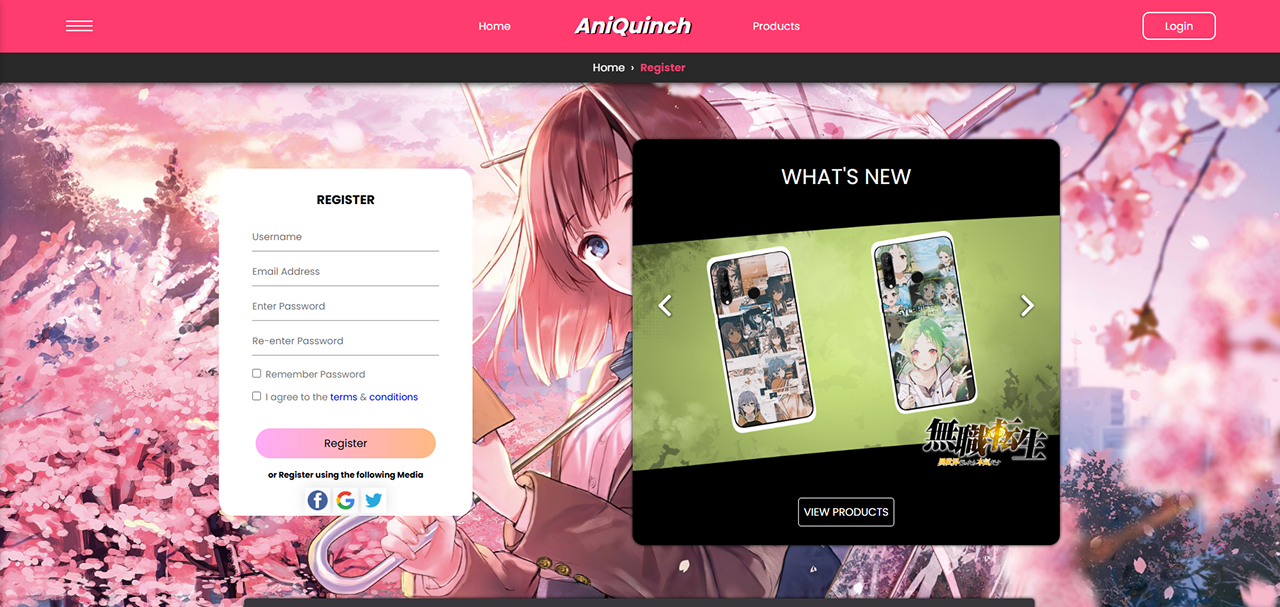 Home
AniQuinch
Products
Login
Home › Register
REGISTER
Username
Email Address
Enter Password
Re-enter Password
Remember Password
I agree to the terms & conditions
Register
or Register using the following Media
WHAT'S NEW
無職転生
VIEW PRODUCTS